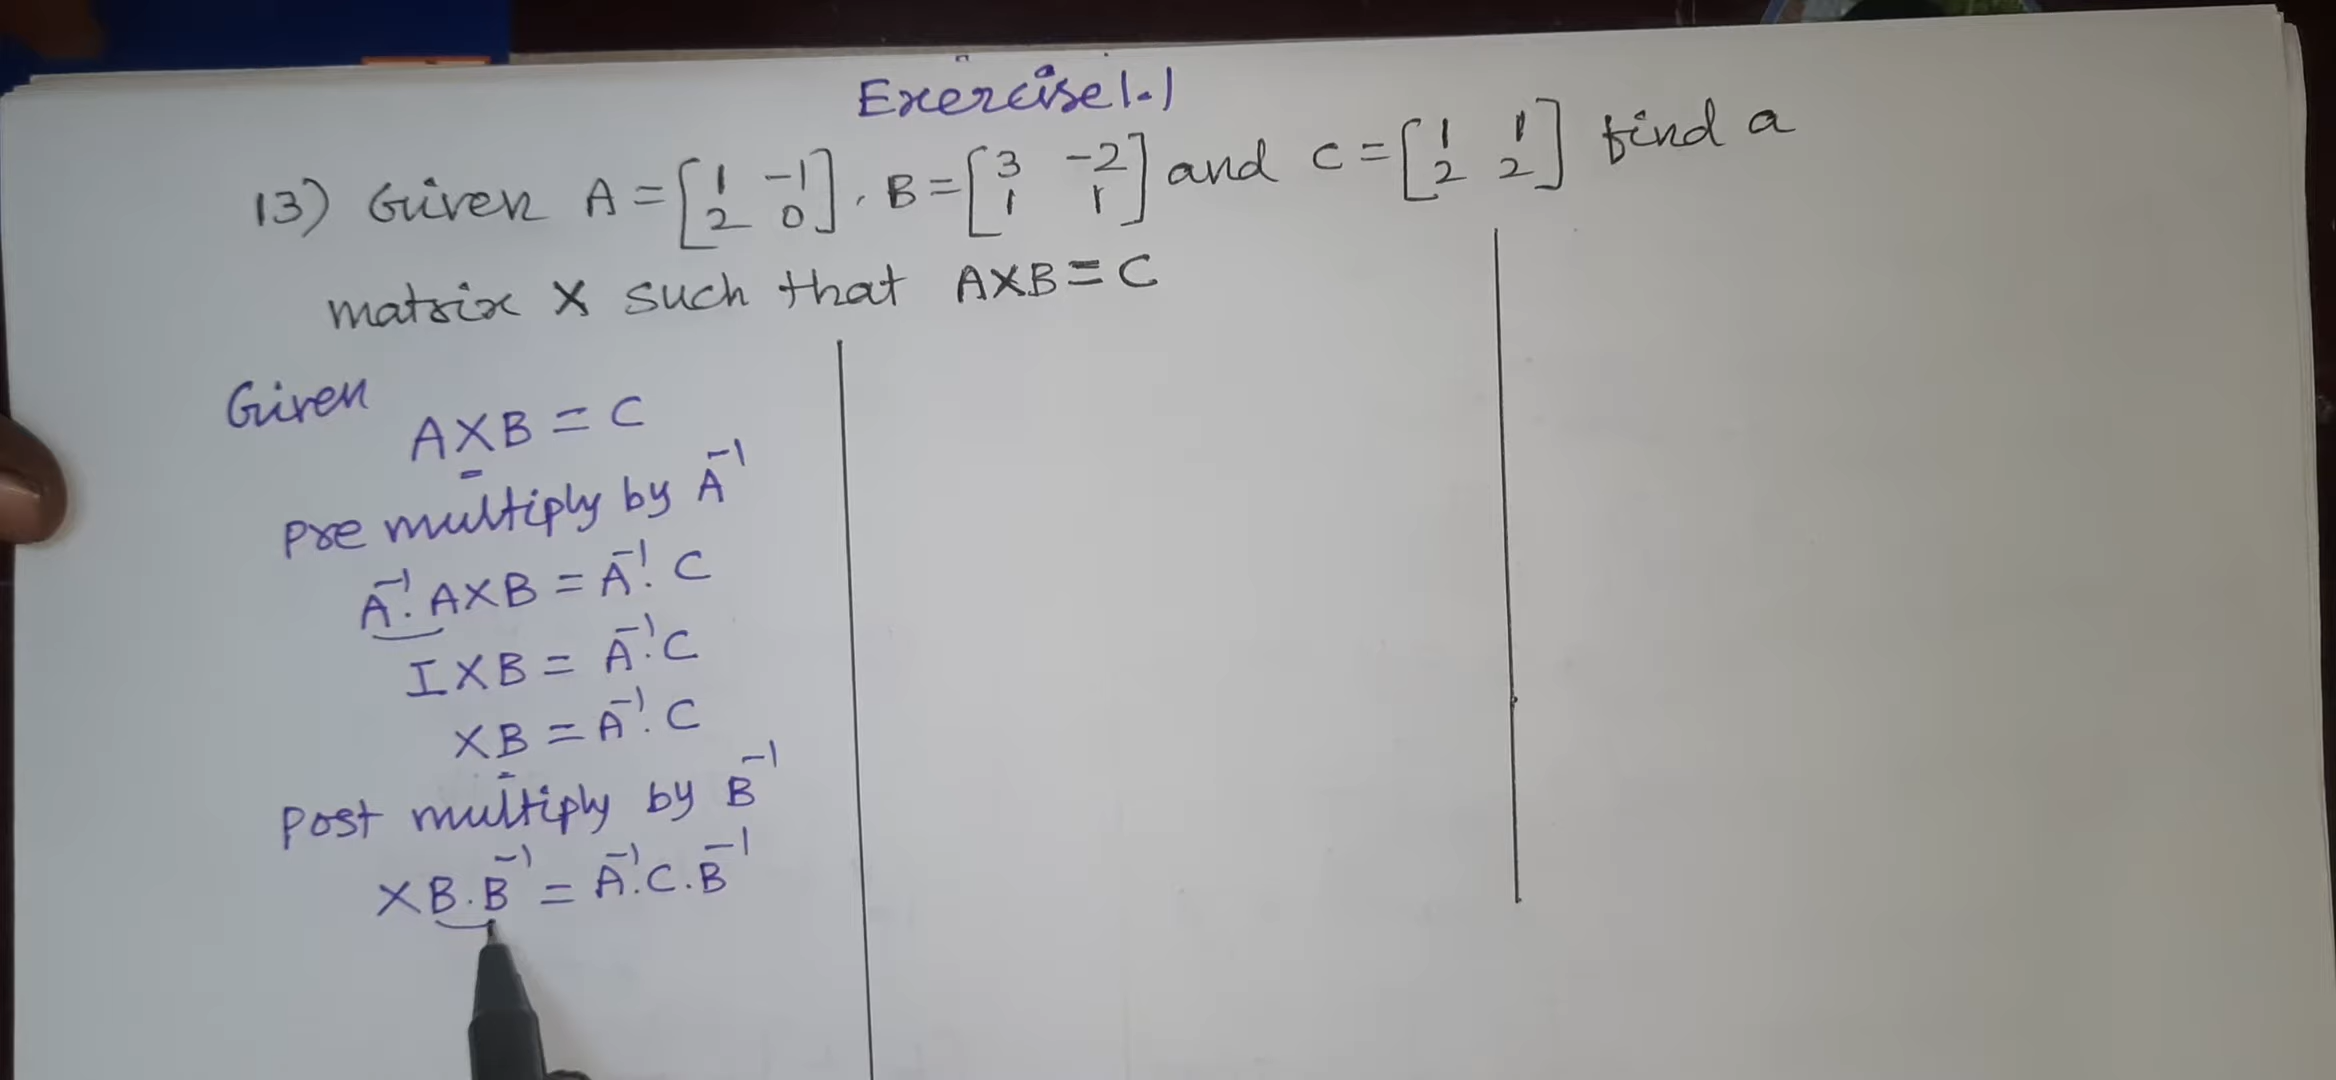 Exercise 1.1
13) Given A = [1 -1 2 0], B = [3 -2 1 1] and C = [1 1 2 2] find a
matrix X such that AXB = C
Given
AXB = C
Pre multiply by A⁻¹
A⁻¹. AXB = A⁻¹. C
IXB = A⁻¹. C
XB = A⁻¹. C
Post multiply by B⁻¹
XB.B⁻¹ = A⁻¹. C. B⁻¹